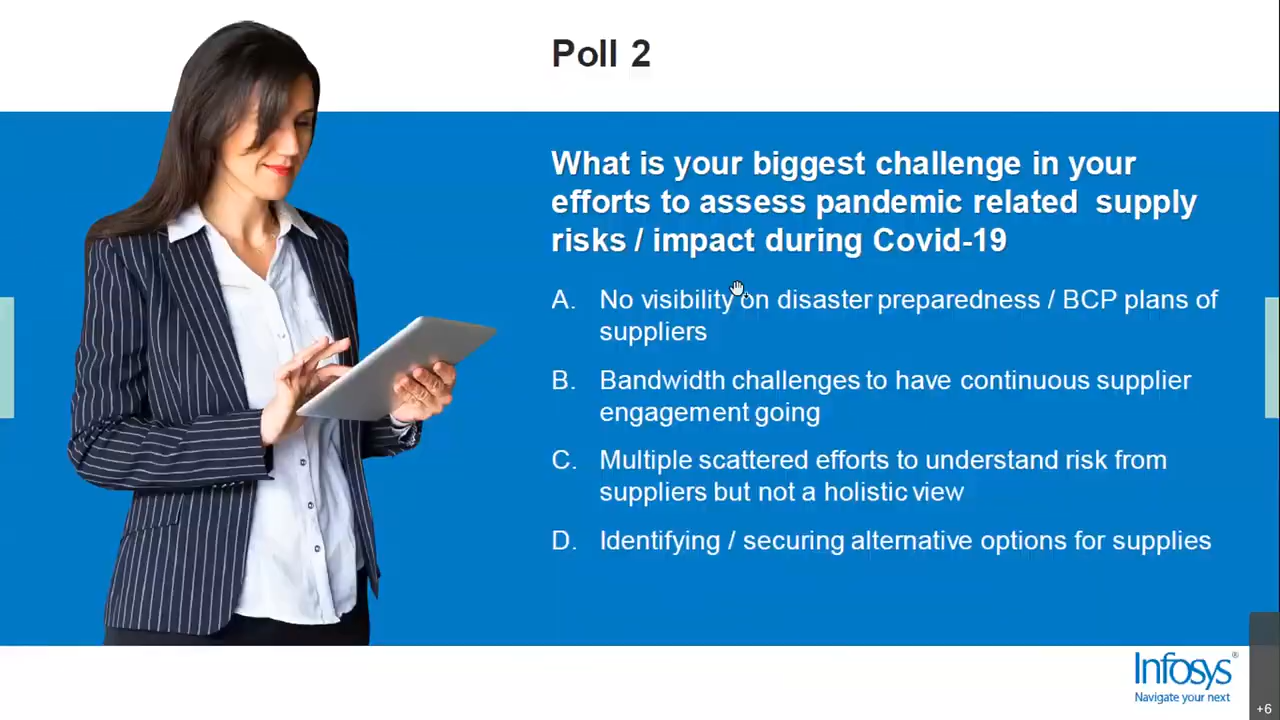 Poll 2
What is your biggest challenge in your
efforts to assess pandemic related supply
risks / impact during Covid-19
A. No visibility on disaster preparedness / BCP plans of
suppliers
B. Bandwidth challenges to have continuous supplier
engagement going
C. Multiple scattered efforts to understand risk from
suppliers but not a holistic view
D. Identifying / securing alternative options for supplies
Infosys®
Navigate your next
+6